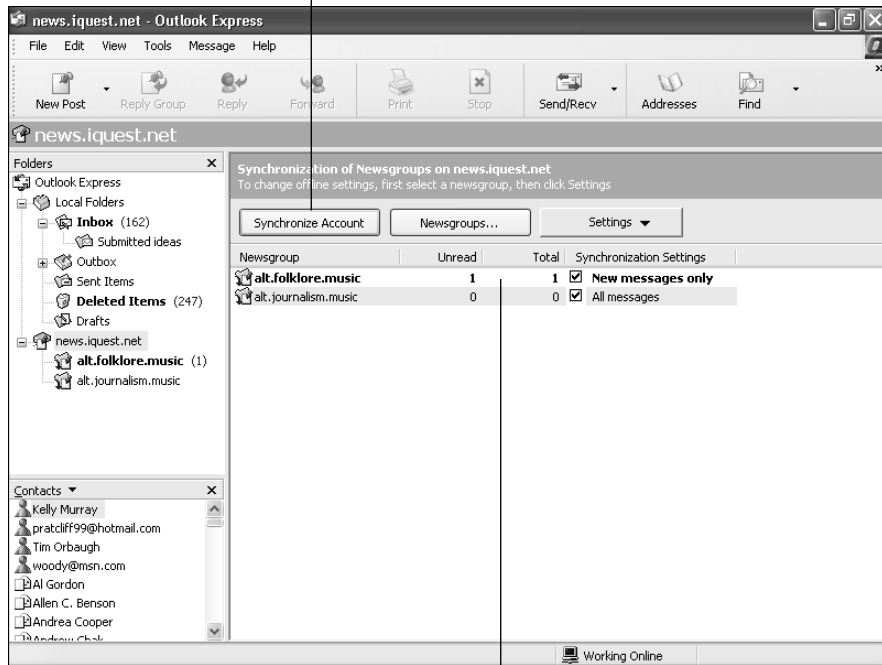 news.iquest.net - Outlook Express
File Edit View Tools Message Help
New Post Reply Group Reply Forward Print Stop Send/Recv Addresses Find »
news.iquest.net
Folders
Outlook Express
Local Folders
Inbox (162)
Submitted ideas
Outbox
Sent Items
Deleted Items (247)
Drafts
news.iquest.net
alt.folklore.music (1)
alt.journalism.music
Contacts
Kelly Murray
pratcliff99@hotmail.com
Tim Orbaugh
woody@msn.com
Al Gordon
Allen C. Benson
Andrea Cooper
Andrew Chak
Synchronization of Newsgroups on news.iquest.net
To change offline settings, first select a newsgroup, then click Settings
Synchronize Account Newsgroups... Settings
Newsgroup Unread Total Synchronization Settings
alt.folklore.music 1 1 New messages only
alt.journalism.music 0 0 All messages
Working Online